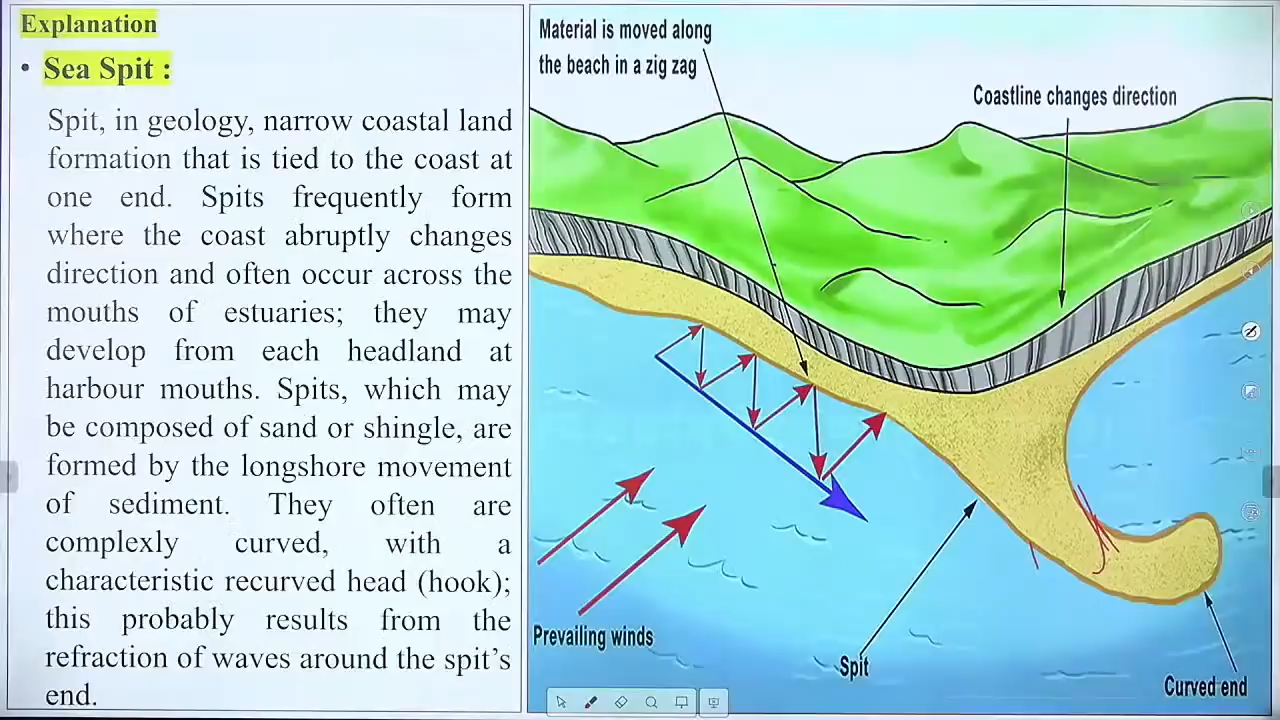 Explanation
• Sea Spit :
Spit, in geology, narrow coastal land
formation that is tied to the coast at
one end. Spits frequently form
where the coast abruptly changes
direction and often occur across the
mouths of estuaries; they may
develop from each headland at
harbour mouths. Spits, which may
be composed of sand or shingle, are
formed by the longshore movement
of sediment. They often are
complexly curved, with a
characteristic recurved head (hook);
this probably results from the
refraction of waves around the spit’s
end.
Material is moved along
the beach in a zig zag
Coastline changes direction
Prevailing winds
Spit
Curved end